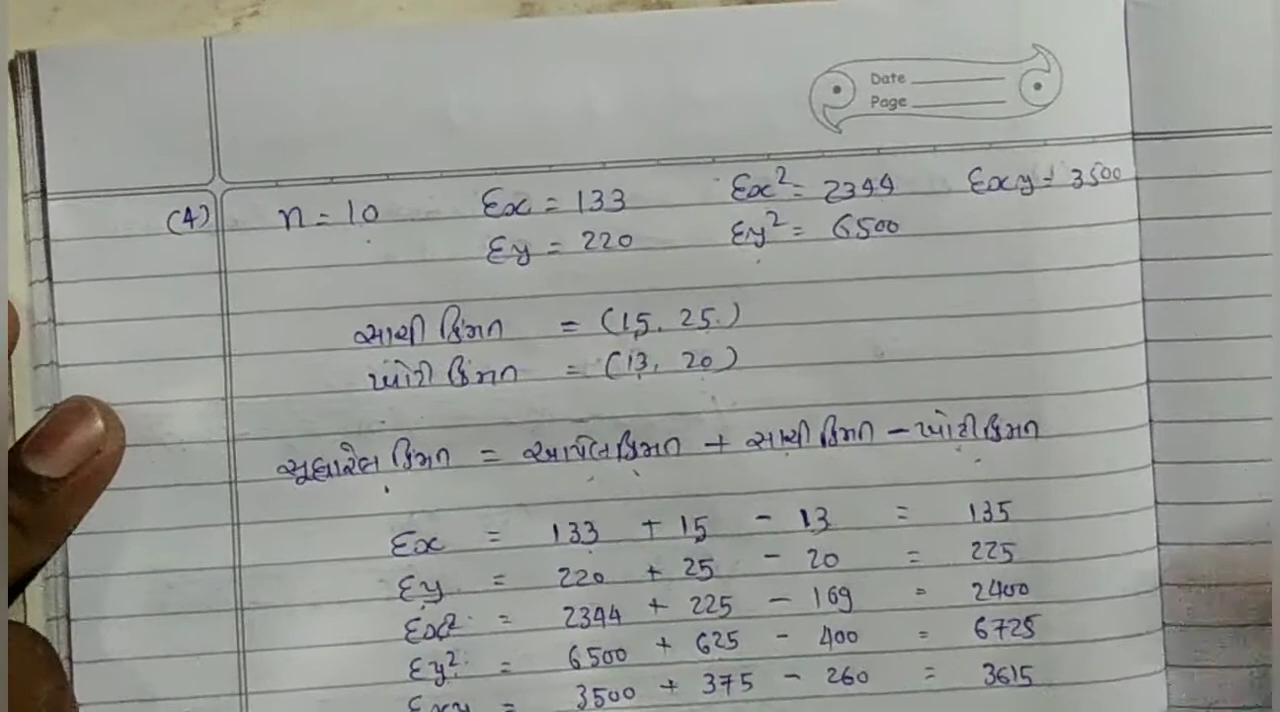 Date
Page
(4) n = 10 Σx = 133 Σx² = 2344 Σxy = 3500
Σy = 220 Σy² = 6500
સાચી કિંમત = (15, 25)
ખોટી કિંમત = (13, 20)
સુધારેલ કિંમત = આપેલ કિંમત + સાચી કિંમત - ખોટી કિંમત
Σx = 133 + 15 - 13 = 135
Σy = 220 + 25 - 20 = 225
Σx² = 2344 + 225 - 169 = 2400
Σy² = 6500 + 625 - 400 = 6725
Σxy = 3500 + 375 - 260 = 3615